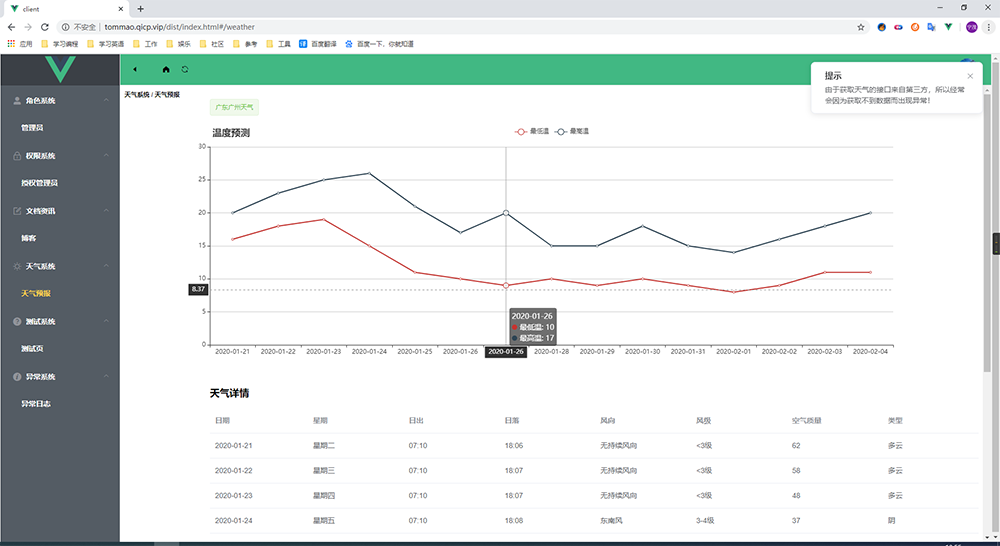 client
不安全 | tommao.qicp.vip/dist/index.html#/weather
应用 学习编程 学习英语 工作 娱乐 社区 参考 工具 百度翻译 百度一下，你就知道
角色系统
管理员
权限系统
授权管理员
文档资讯
博客
天气系统
天气预报
测试系统
测试页
异常系统
异常日志
天气系统 / 天气预报
提示
由于获取天气的接口来自第三方，所以经常
会因为获取不到数据而出现异常！
广东广州天气
温度预测
最低温 最高温
30
25
20
15
10
8.37
5
0
2020-01-26
最低温: 10
最高温: 17
2020-01-21 2020-01-22 2020-01-23 2020-01-24 2020-01-25 2020-01-26 2020-01-26 2020-01-28 2020-01-29 2020-01-30 2020-01-31 2020-02-01 2020-02-02 2020-02-03 2020-02-04
天气详情
日期 星期 日出 日落 风向 风级 空气质量 类型
2020-01-21 星期二 07:10 18:06 无持续风向 <3级 62 多云
2020-01-22 星期三 07:10 18:07 无持续风向 <3级 58 多云
2020-01-23 星期四 07:10 18:07 无持续风向 <3级 48 多云
2020-01-24 星期五 07:10 18:08 东南风 3-4级 37 阴